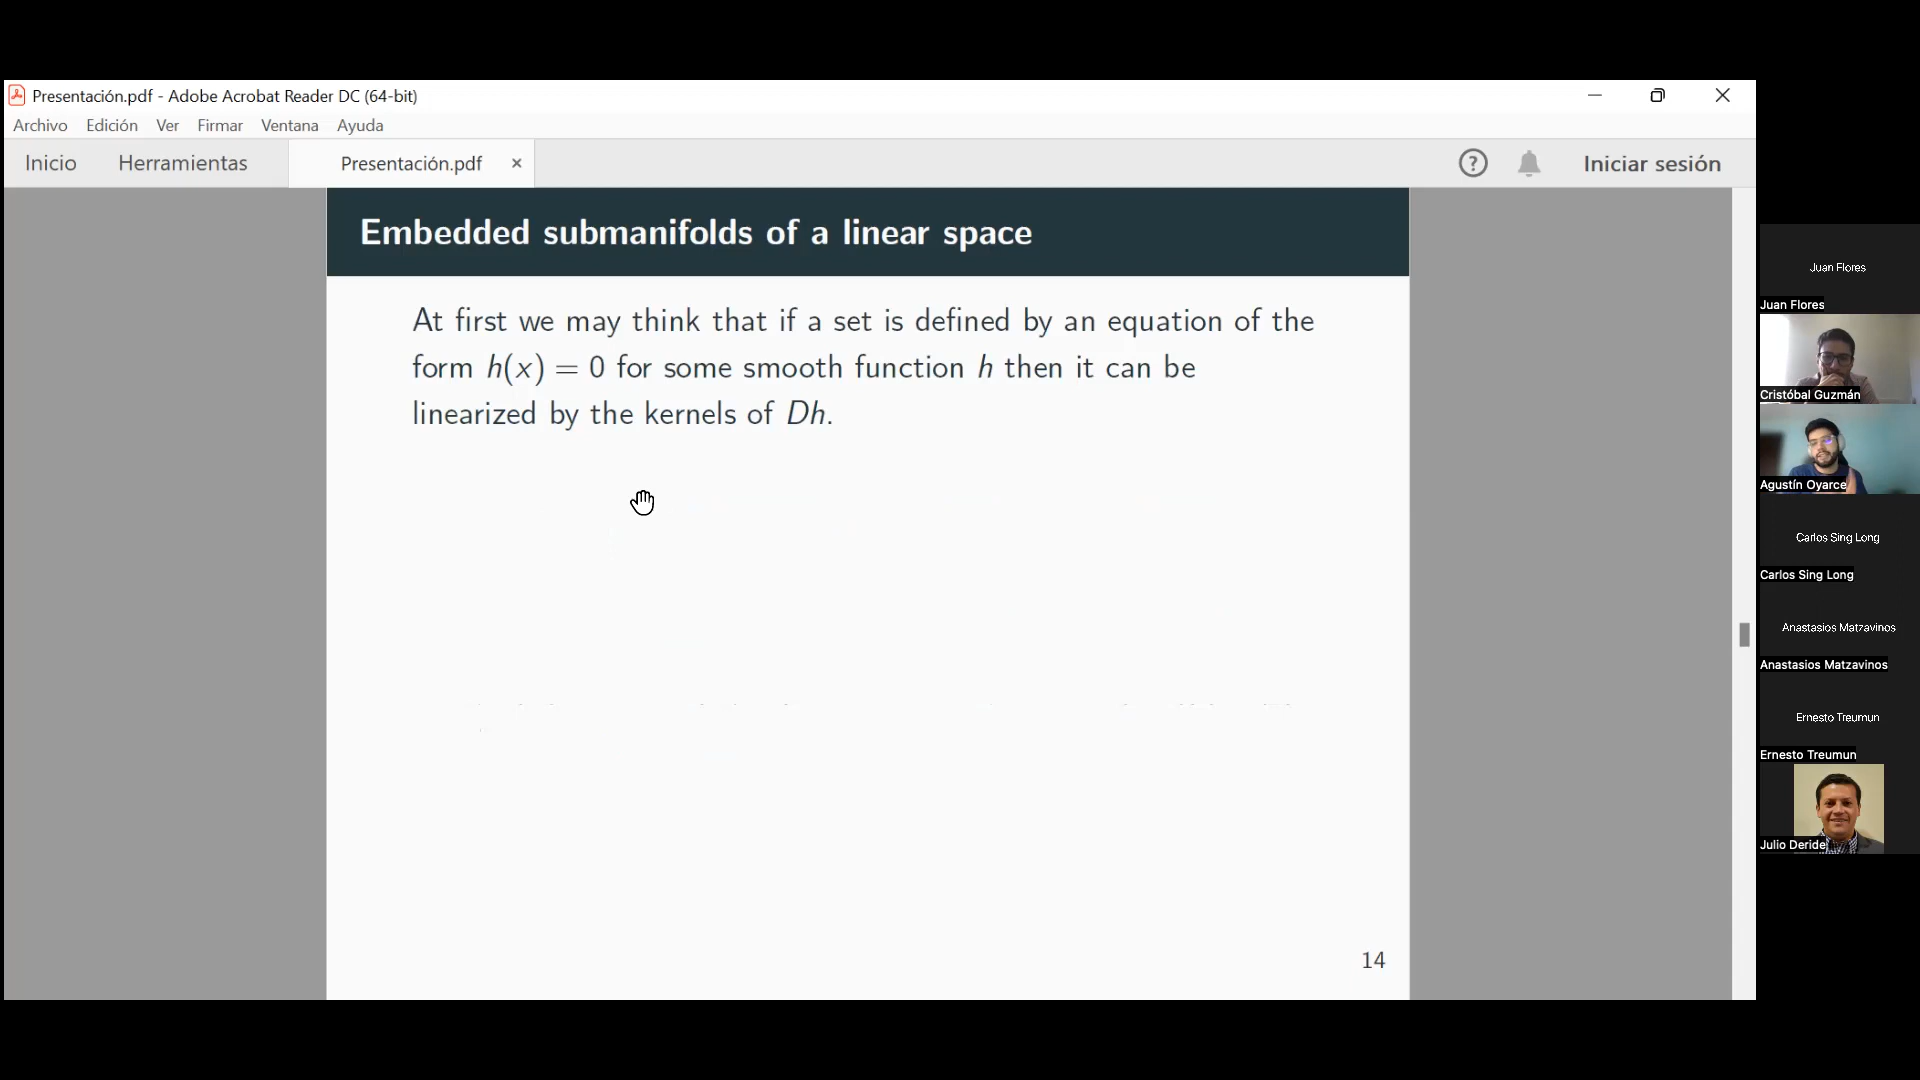 Presentación.pdf - Adobe Acrobat Reader DC (64-bit)
Archivo Edición Ver Firmar Ventana Ayuda
Inicio Herramientas Presentación.pdf Iniciar sesión
Embedded submanifolds of a linear space
At first we may think that if a set is defined by an equation of the
form h(x) = 0 for some smooth function h then it can be
linearized by the kernels of Dh.
14
Juan Flores
Juan Flores
Cristóbal Guzmán
Agustín Oyarce
Carlos Sing Long
Carlos Sing Long
Anastasios Matzavinos
Anastasios Matzavinos
Ernesto Treumun
Ernesto Treumun
Julio Deride